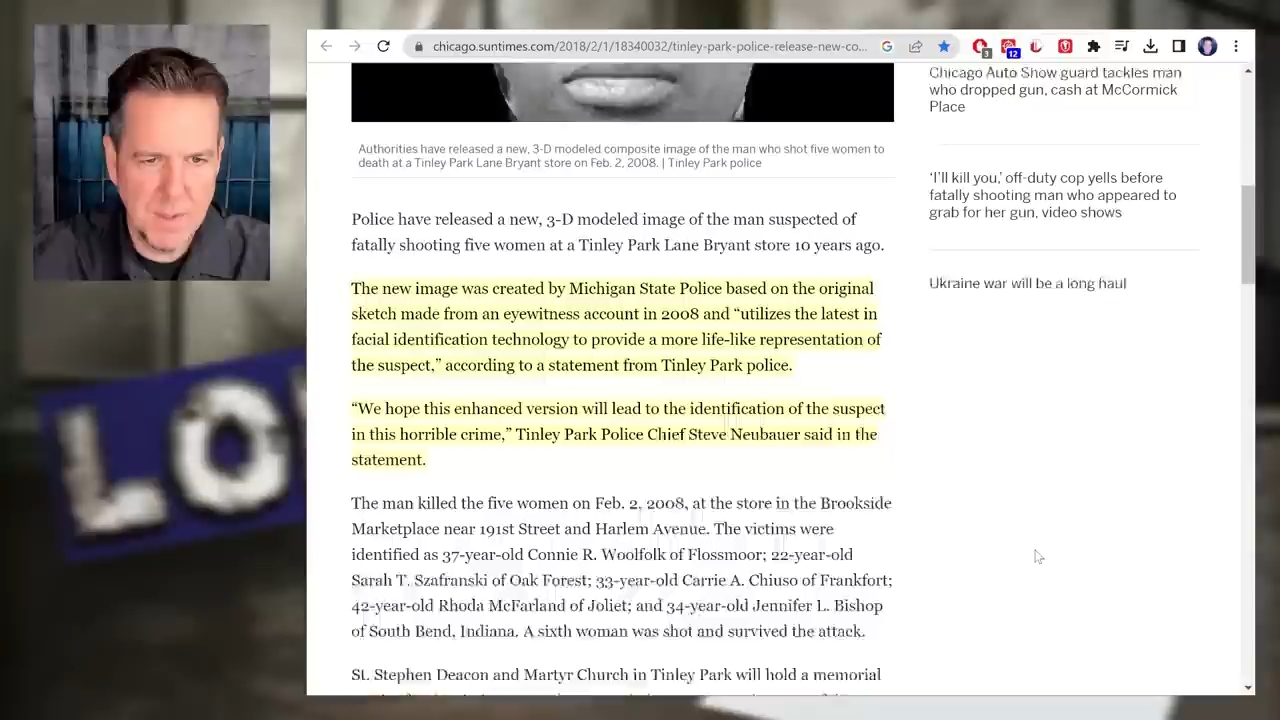 chicago.suntimes.com/2018/2/1/18340032/tinley-park-police-release-new-co...
3
12
Authorities have released a new, 3-D modeled composite image of the man who shot five women to
death at a Tinley Park Lane Bryant store on Feb. 2, 2008. | Tinley Park police
Police have released a new, 3-D modeled image of the man suspected of
fatally shooting five women at a Tinley Park Lane Bryant store 10 years ago.
The new image was created by Michigan State Police based on the original
sketch made from an eyewitness account in 2008 and “utilizes the latest in
facial identification technology to provide a more life-like representation of
the suspect,” according to a statement from Tinley Park police.
“We hope this enhanced version will lead to the identification of the suspect
in this horrible crime,” Tinley Park Police Chief Steve Neubauer said in the
statement.
The man killed the five women on Feb. 2, 2008, at the store in the Brookside
Marketplace near 191st Street and Harlem Avenue. The victims were
identified as 37-year-old Connie R. Woolfolk of Flossmoor; 22-year-old
Sarah T. Szafranski of Oak Forest; 33-year-old Carrie A. Chiuso of Frankfort;
42-year-old Rhoda McFarland of Joliet; and 34-year-old Jennifer L. Bishop
of South Bend, Indiana. A sixth woman was shot and survived the attack.
St. Stephen Deacon and Martyr Church in Tinley Park will hold a memorial
Chicago Auto Show guard tackles man
who dropped gun, cash at McCormick
Place
‘I’ll kill you,’ off-duty cop yells before
fatally shooting man who appeared to
grab for her gun, video shows
Ukraine war will be a long haul